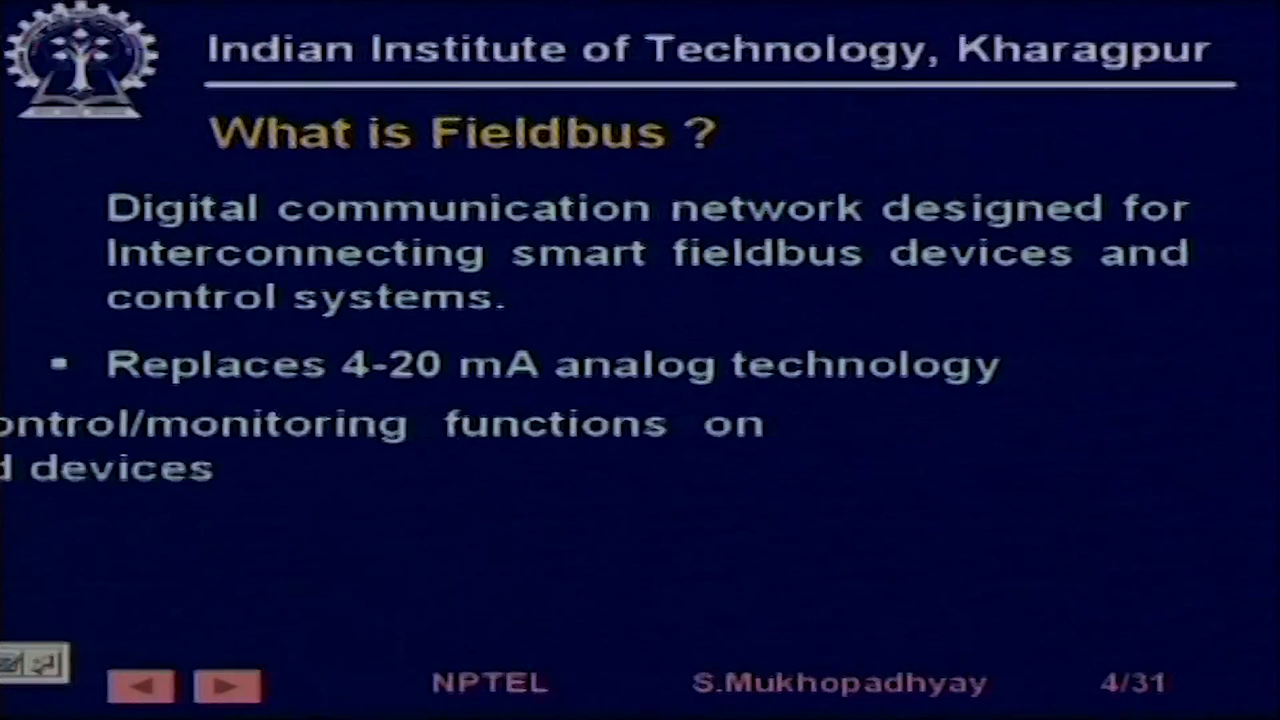 Indian Institute of Technology, Kharagpur
What is Fieldbus ?
Digital communication network designed for
Interconnecting smart fieldbus devices and
control systems.
▪ Replaces 4-20 mA analog technology
ontrol/monitoring functions on
d devices
NPTEL S.Mukhopadhyay 4/31